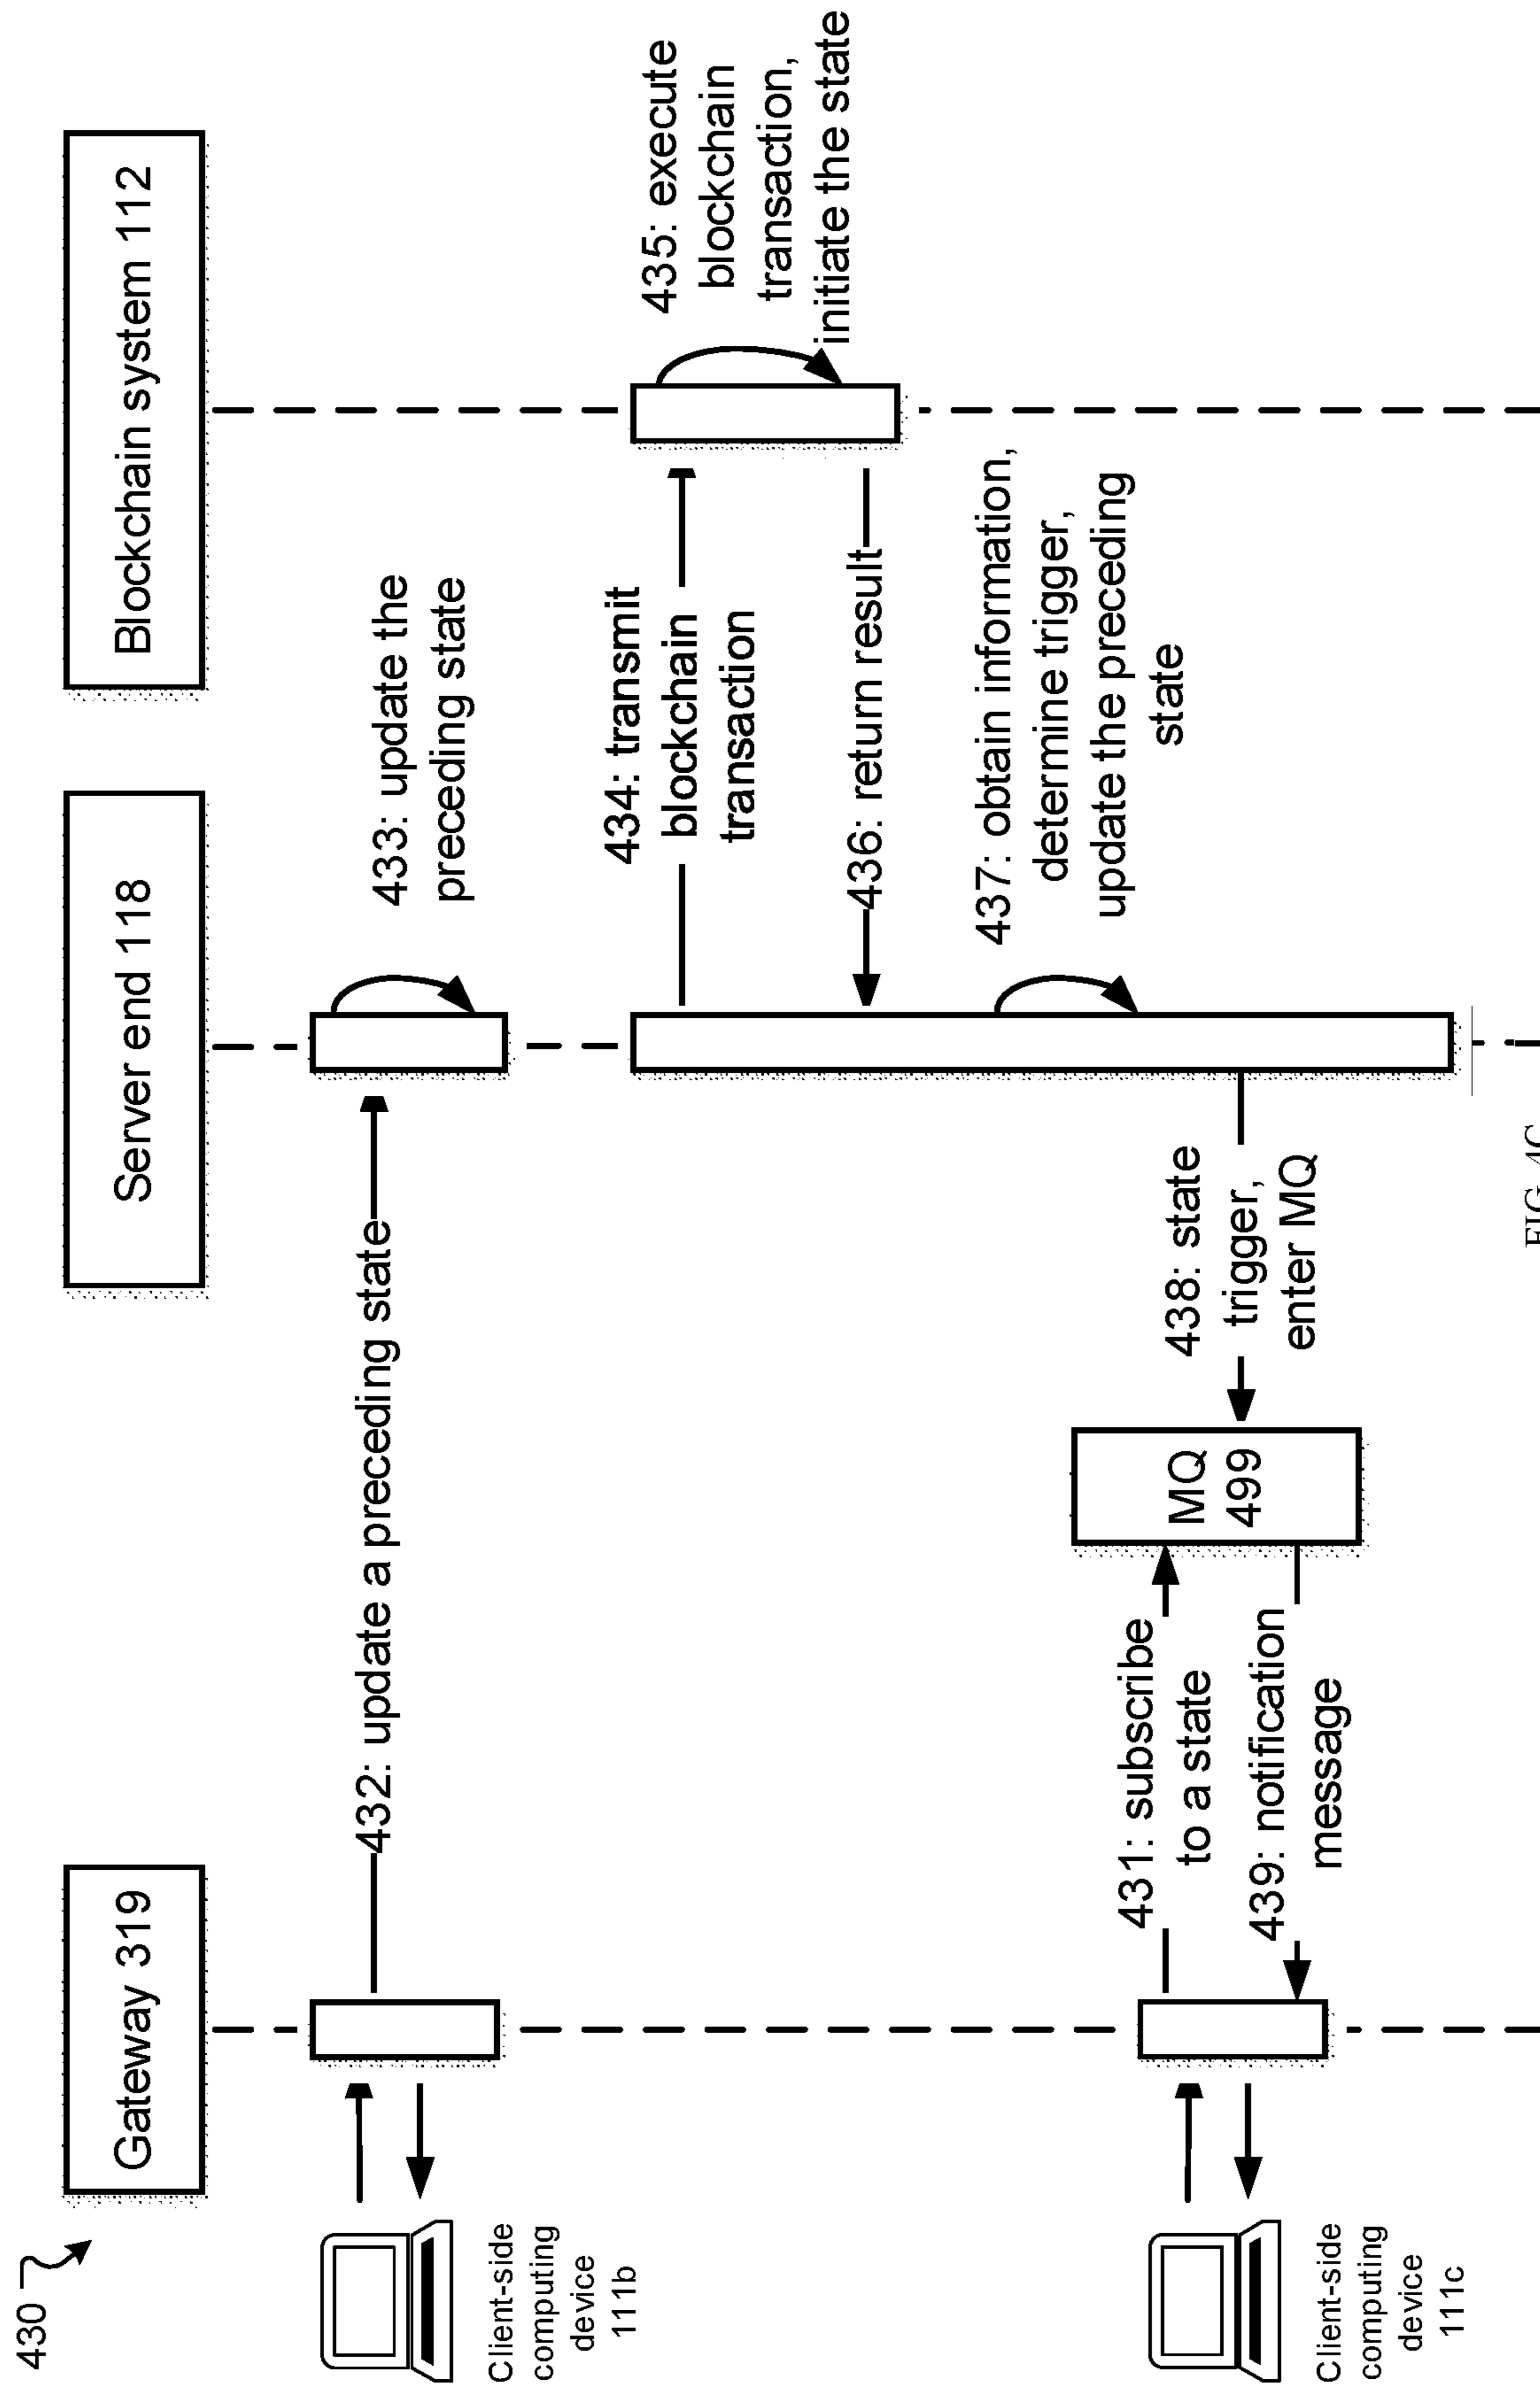 430
Gateway 319
Server end 118
Blockchain system 112
Client-side
computing
device
111b
432: update a preceding state
433: update the
preceding state
434: transmit
blockchain
transaction
435: execute
blockchain
transaction,
initiate the state
436: return result
437: obtain information,
determine trigger,
update the preceding
state
Client-side
computing
device
111c
431: subscribe
to a state
439: notification
message
MQ
499
438: state
trigger,
enter MQ
FIG. 4C